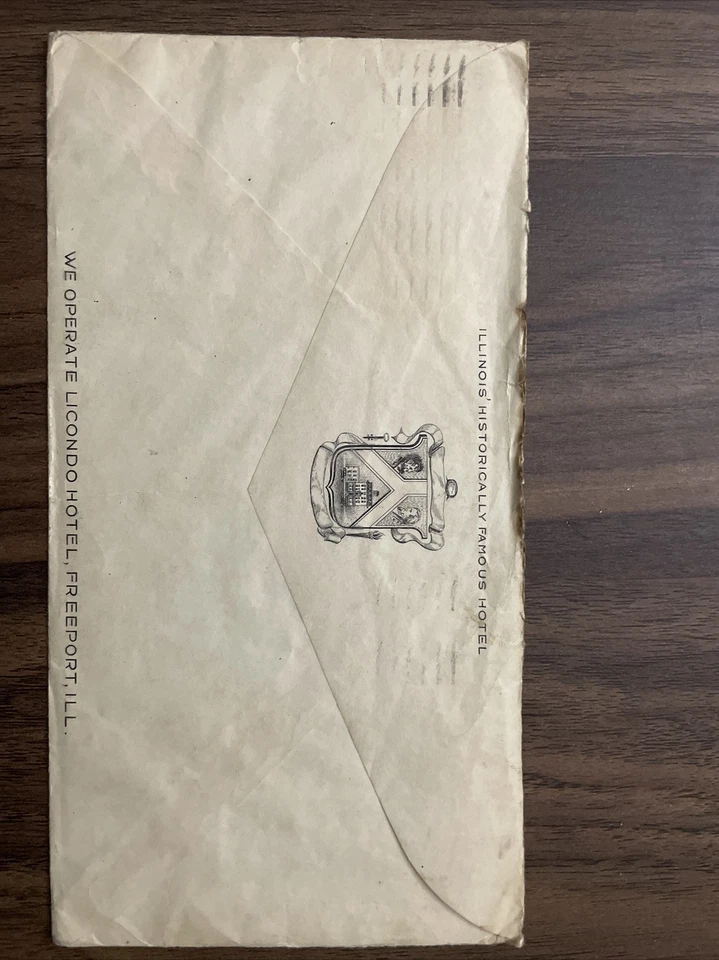 ILLINOIS' HISTORICALLY FAMOUS HOTEL
WE OPERATE LICONDO HOTEL, FREEPORT, ILL.